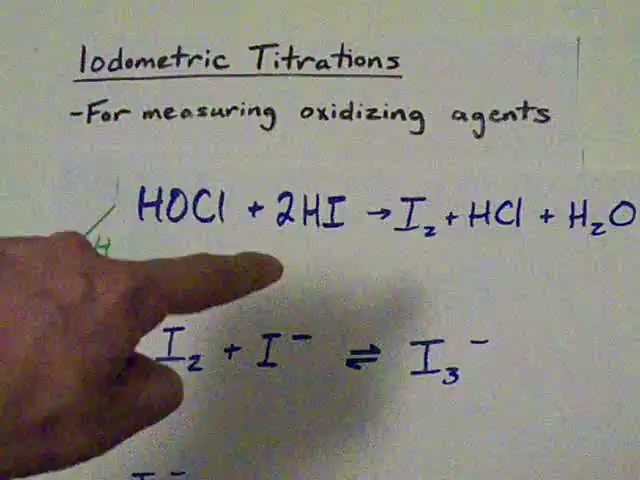 Iodometric Titrations
-For measuring oxidizing agents
HOCl + 2HI → I₂ + HCl + H₂O
H
I₂ + I⁻ ⇌ I₃⁻